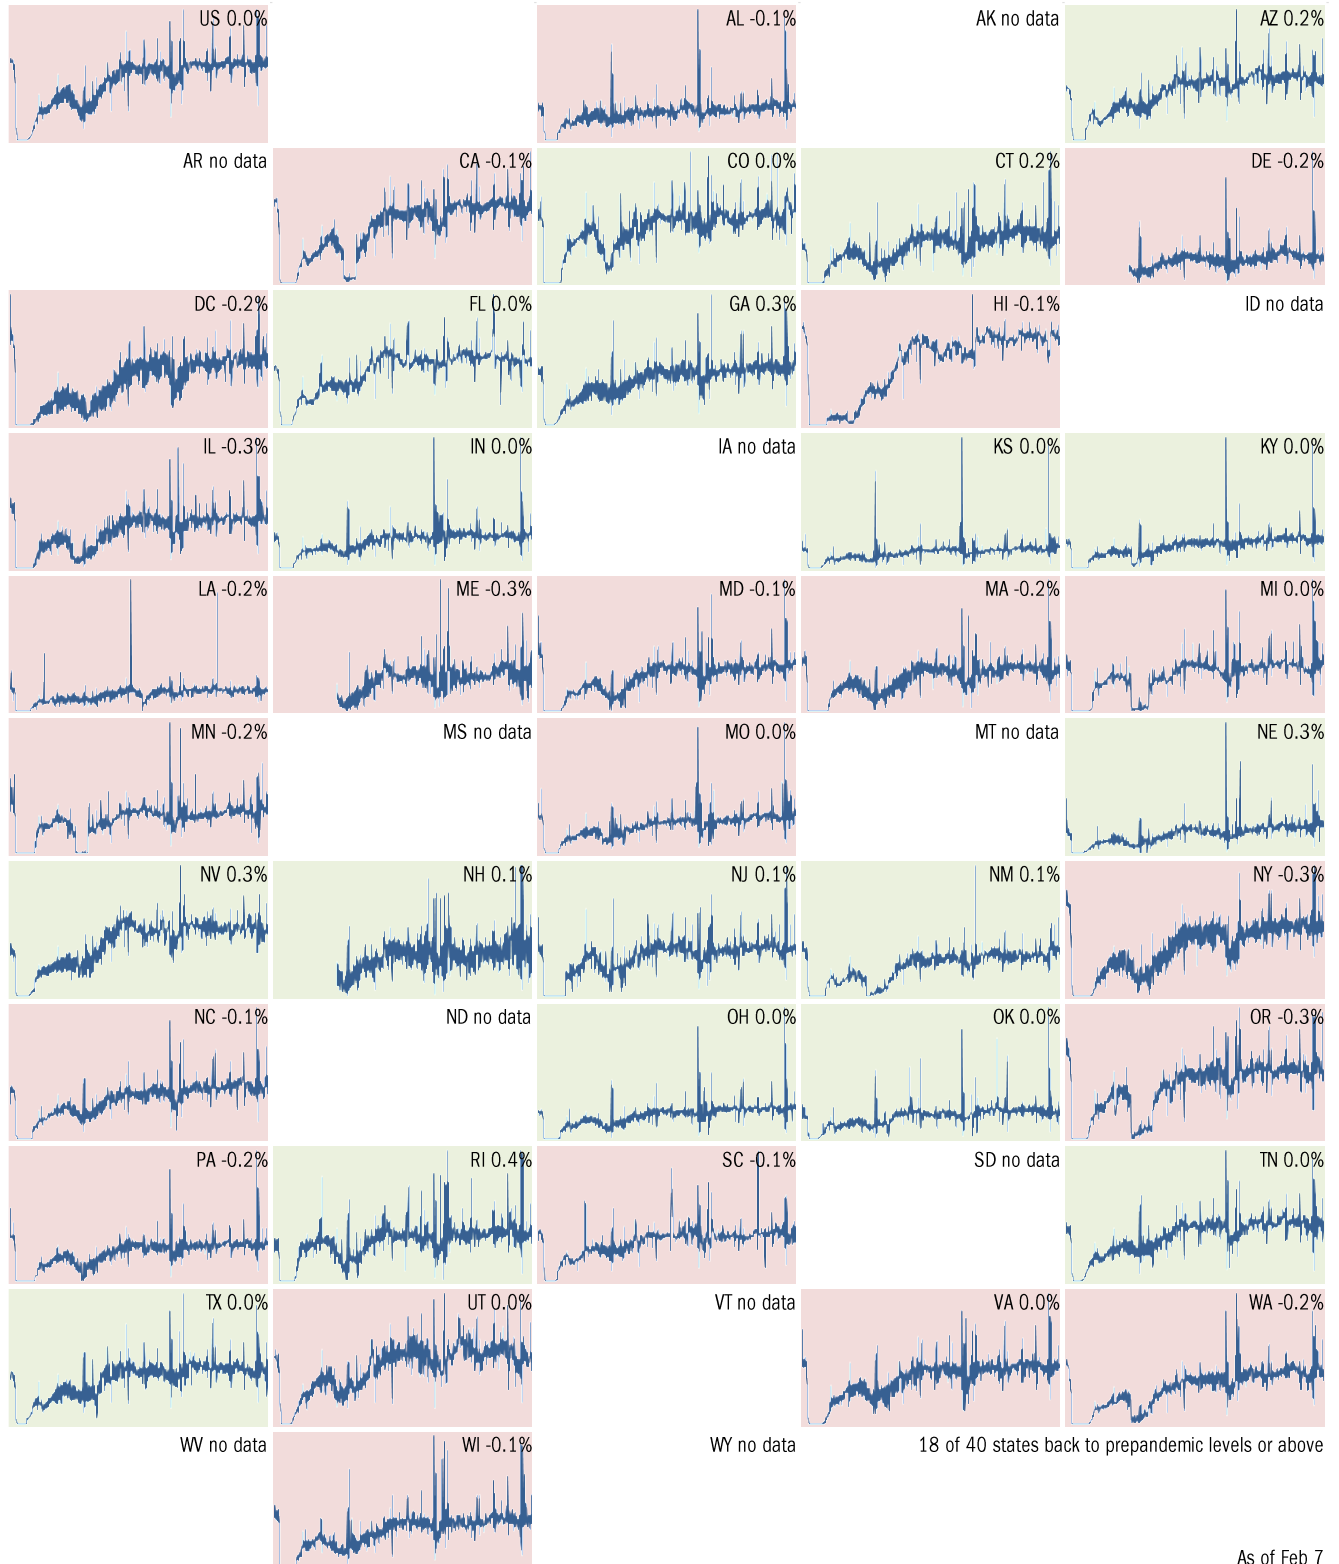 US 0.0%
AL -0.1%
AK no data
AZ 0.2%
AR no data
CA -0.1%
CO 0.0%
CT 0.2%
DE -0.2%
DC -0.2%
FL 0.0%
GA 0.3%
HI -0.1%
ID no data
IL -0.3%
IN 0.0%
IA no data
KS 0.0%
KY 0.0%
LA -0.2%
ME -0.3%
MD -0.1%
MA -0.2%
MI 0.0%
MN -0.2%
MS no data
MO 0.0%
MT no data
NE 0.3%
NV 0.3%
NH 0.1%
NJ 0.1%
NM 0.1%
NY -0.3%
NC -0.1%
ND no data
OH 0.0%
OK 0.0%
OR -0.3%
PA -0.2%
RI 0.4%
SC -0.1%
SD no data
TN 0.0%
TX 0.0%
UT 0.0%
VT no data
VA 0.0%
WA -0.2%
WV no data
WI -0.1%
WY no data
18 of 40 states back to prepandemic levels or above
As of Feb 7